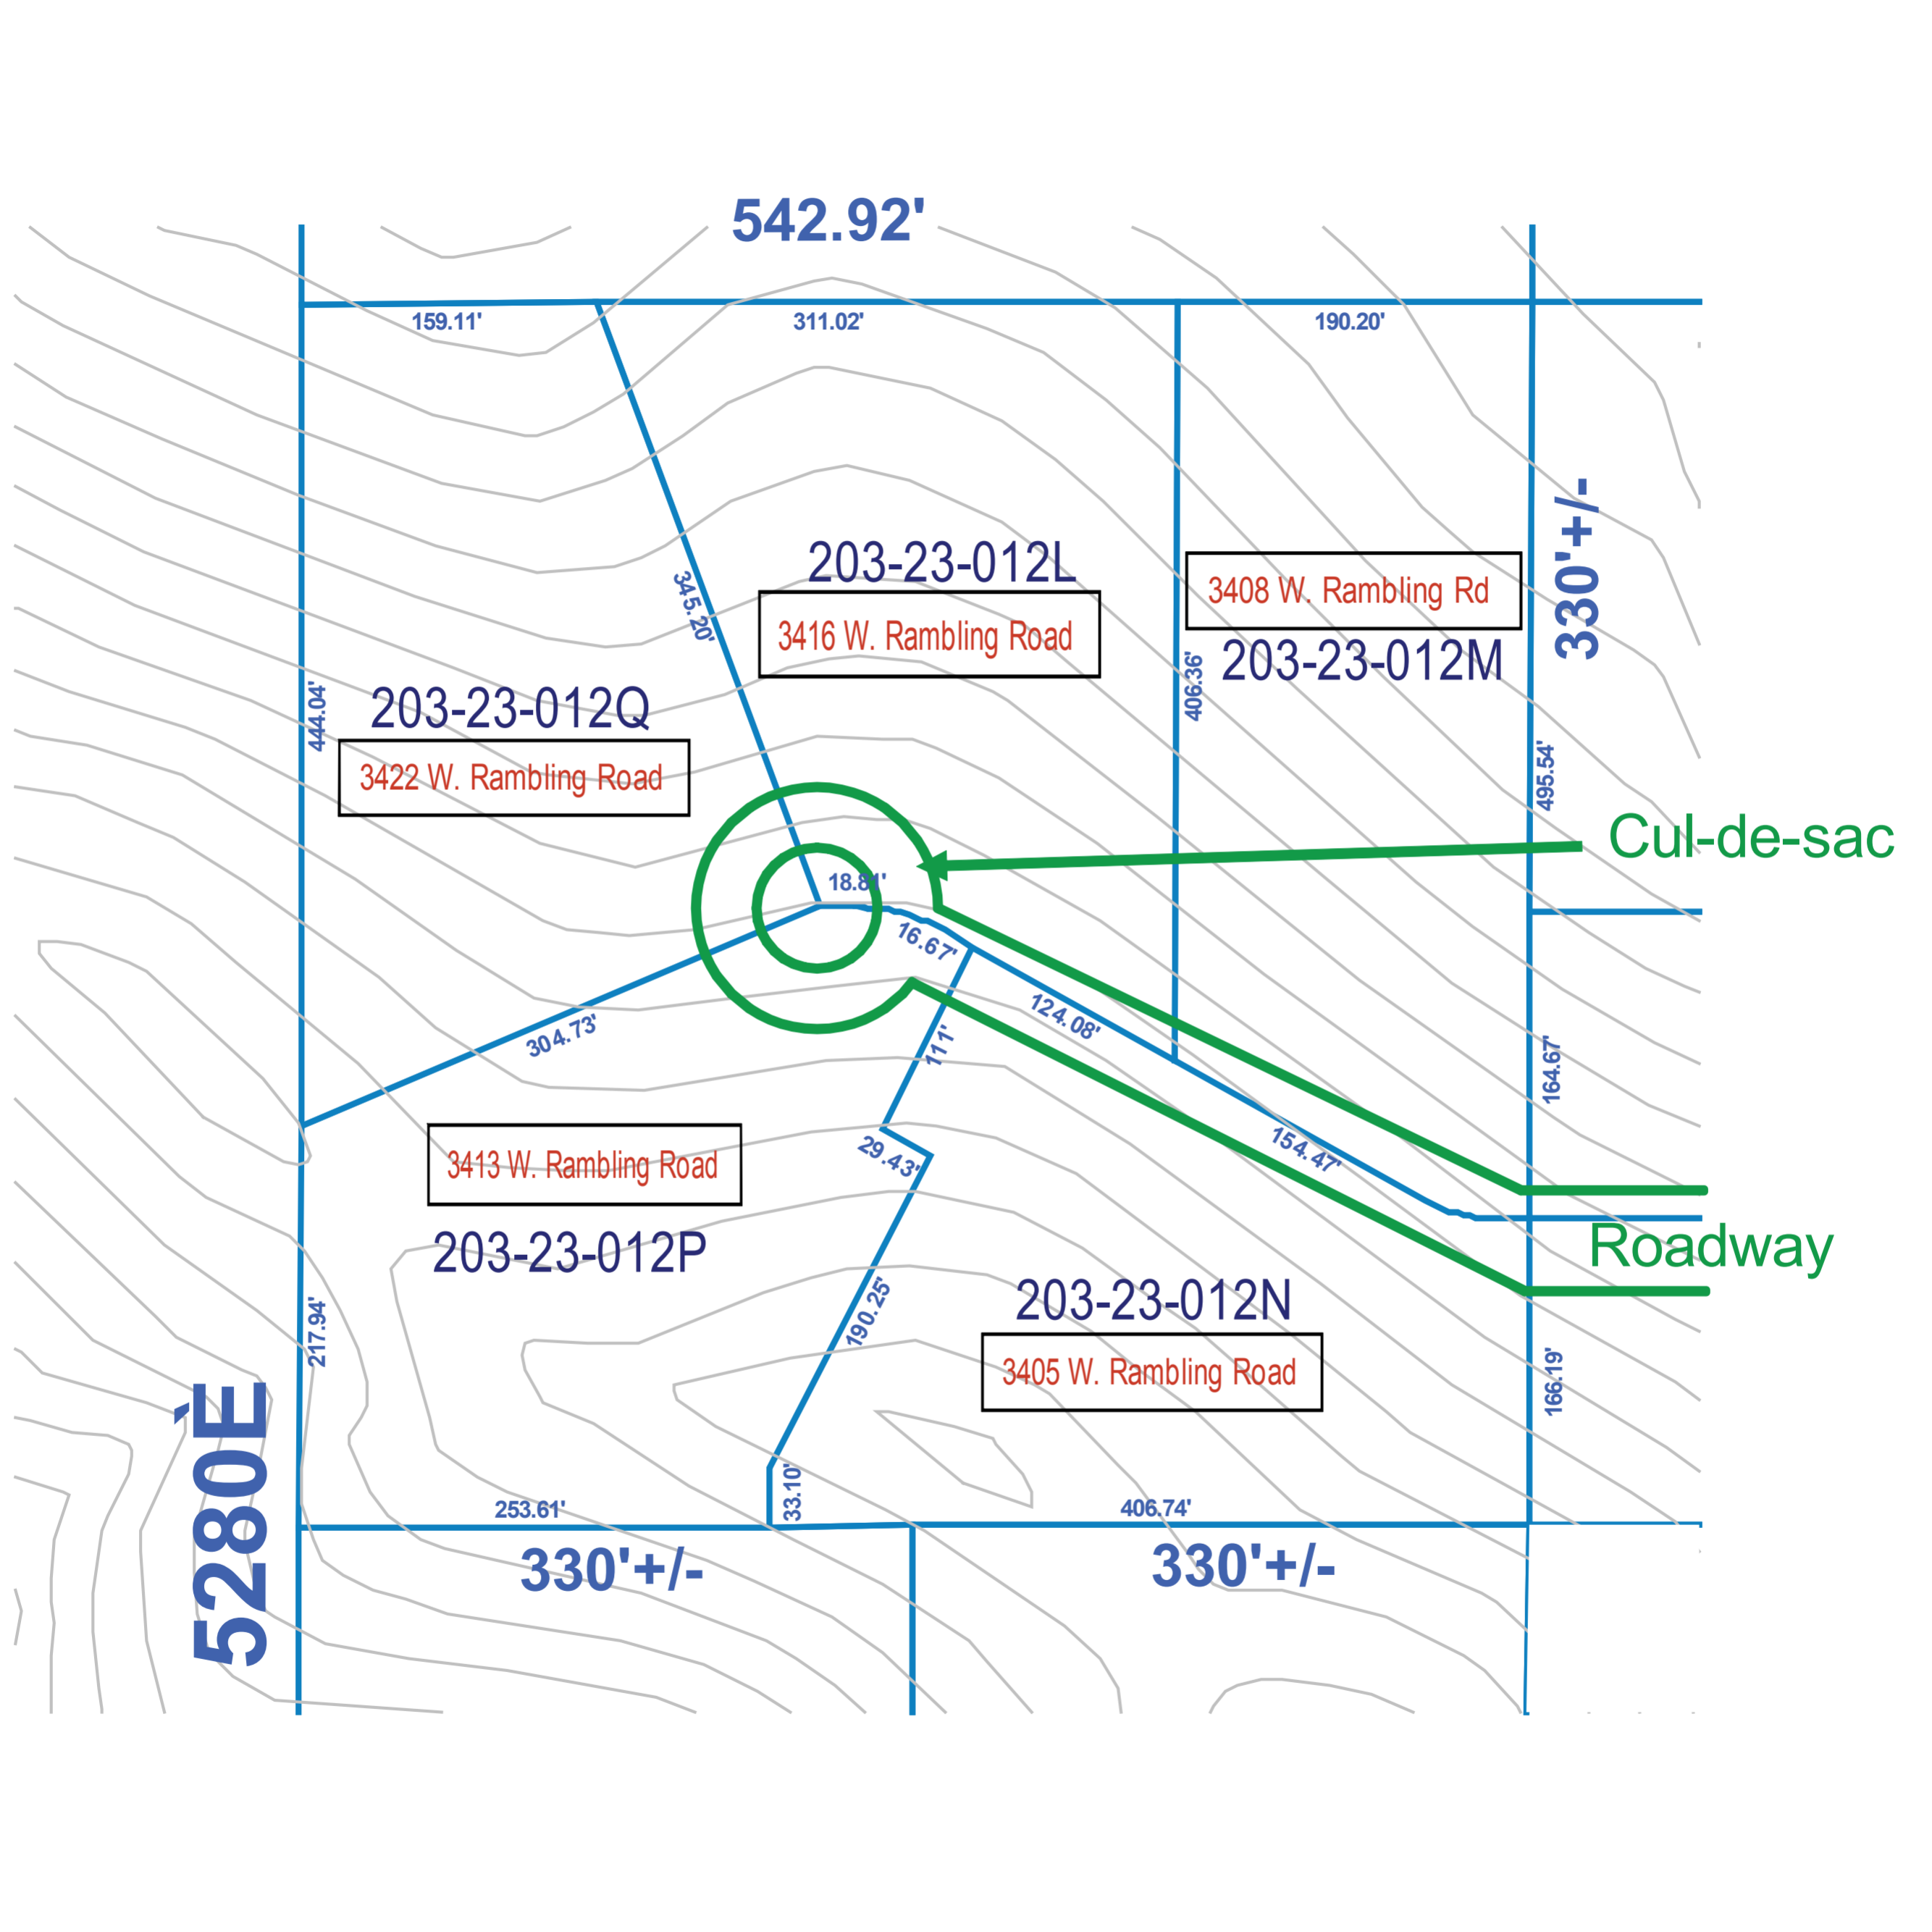 542.92'
159.11'
311.02'
190.20'
330'+/-
345.20'
203-23-012L
3416 W. Rambling Road
3408 W. Rambling Rd
203-23-012M
406.36'
444.04'
203-23-012Q
3422 W. Rambling Road
495.54'
Cul-de-sac
18.81'
16.67'
124.08'
304.73'
111'
164.67'
29.43'
154.47'
3413 W. Rambling Road
203-23-012P
Roadway
190.25'
203-23-012N
3405 W. Rambling Road
217.94'
166.19'
5280È
33.10'
253.61'
406.74'
330'+/-
330'+/-